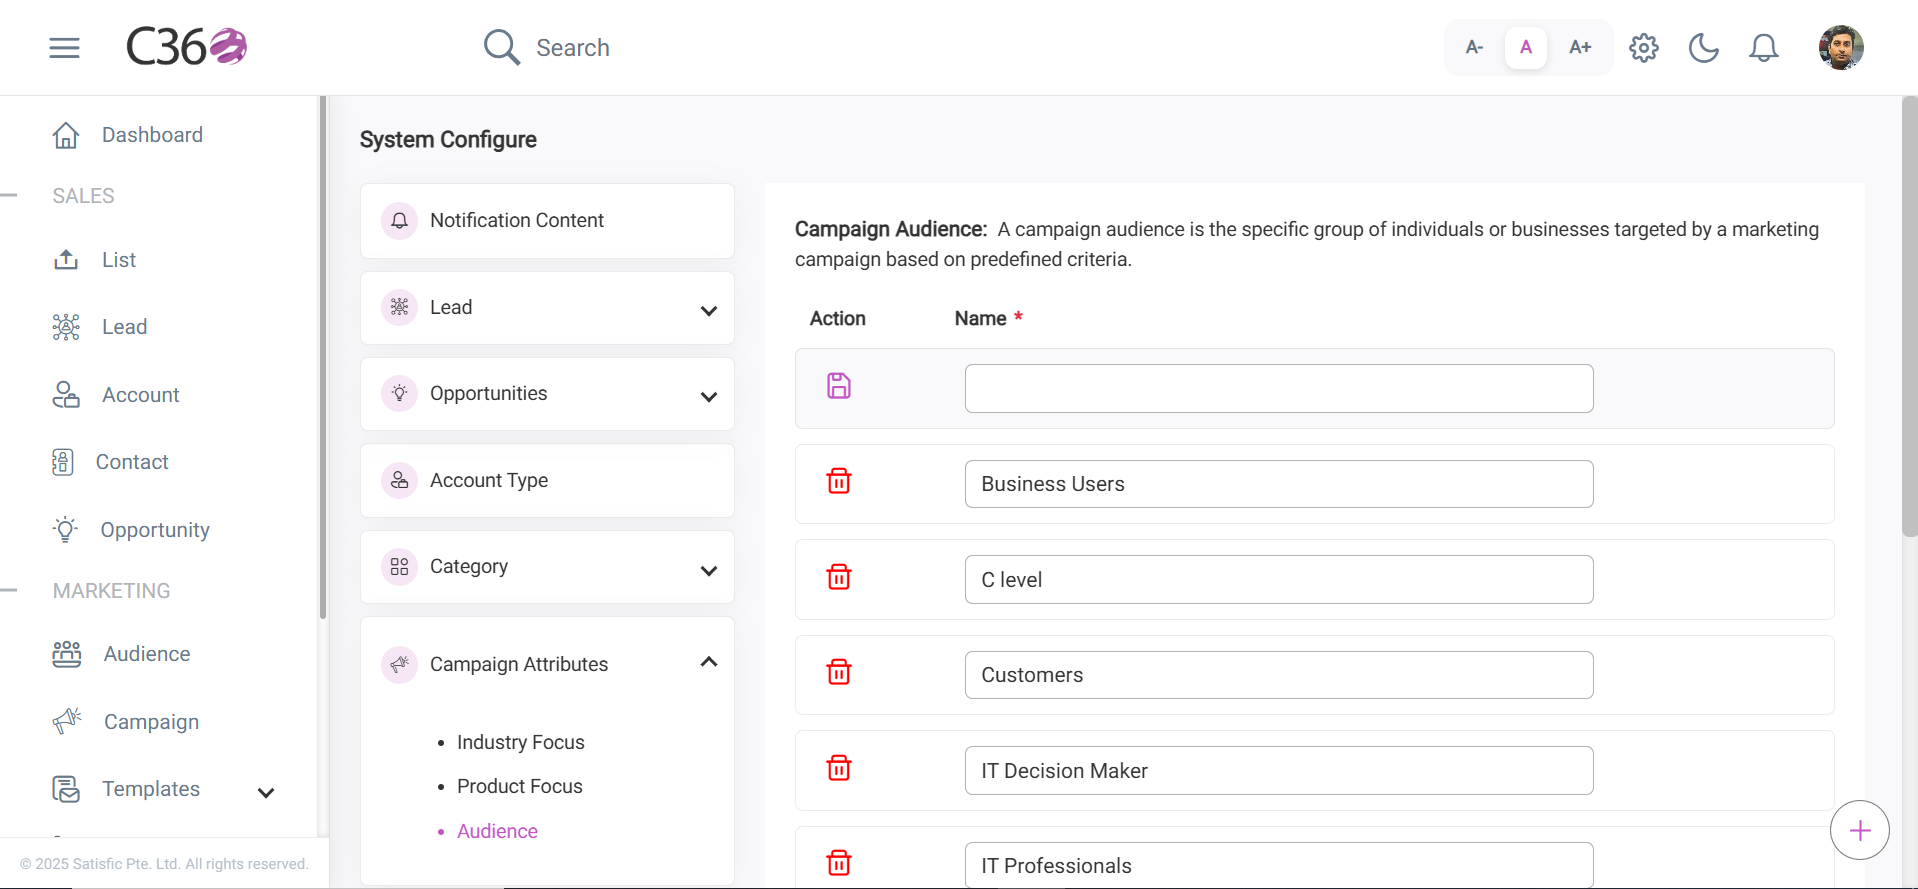 C360
Search
A-
A
A+
Dashboard
SALES
List
Lead
Account
Contact
Opportunity
MARKETING
Audience
Campaign
Templates
© 2025 Satisfic Pte. Ltd. All rights reserved.
System Configure
Notification Content
Lead
Opportunities
Account Type
Category
Campaign Attributes
Industry Focus
Product Focus
Audience
Campaign Audience: A campaign audience is the specific group of individuals or businesses targeted by a marketing
campaign based on predefined criteria.
Action Name *
Business Users
C level
Customers
IT Decision Maker
IT Professionals